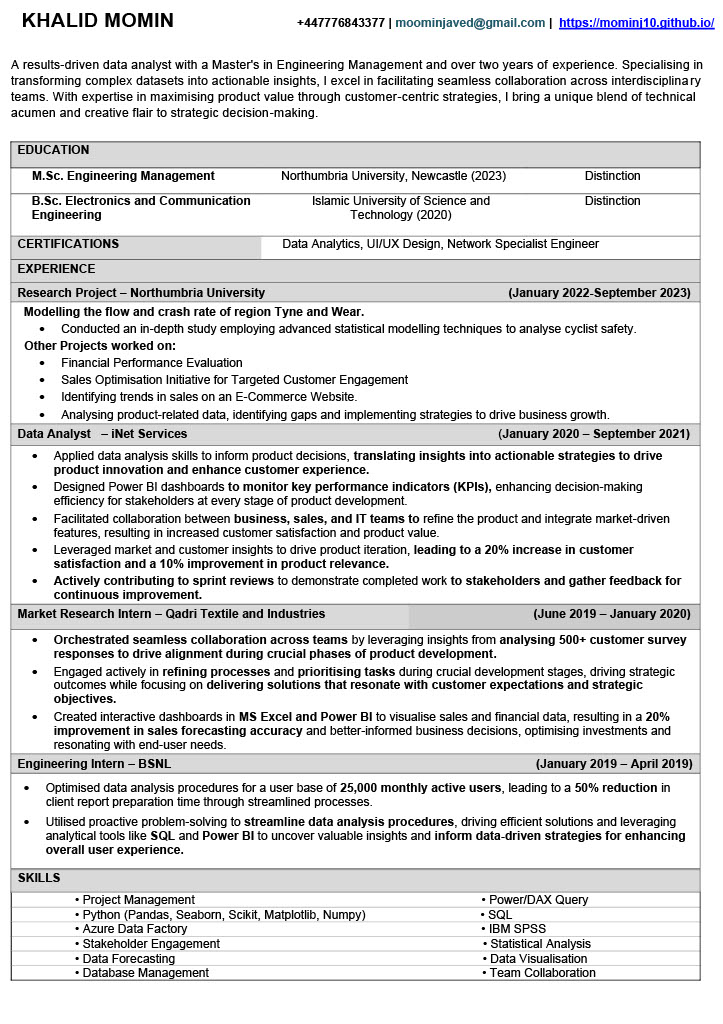 KHALID MOMIN +447776843377 | moominjaved@gmail.com | https://mominj10.github.io/
A results-driven data analyst with a Master's in Engineering Management and over two years of experience. Specialising in
transforming complex datasets into actionable insights, I excel in facilitating seamless collaboration across interdisciplinary
teams. With expertise in maximising product value through customer-centric strategies, I bring a unique blend of technical
acumen and creative flair to strategic decision-making.
EDUCATION
M.Sc. Engineering Management Northumbria University, Newcastle (2023) Distinction
B.Sc. Electronics and Communication Islamic University of Science and Distinction
Engineering Technology (2020)
CERTIFICATIONS Data Analytics, UI/UX Design, Network Specialist Engineer
EXPERIENCE
Research Project – Northumbria University (January 2022-September 2023)
Modelling the flow and crash rate of region Tyne and Wear.
• Conducted an in-depth study employing advanced statistical modelling techniques to analyse cyclist safety.
Other Projects worked on:
• Financial Performance Evaluation
• Sales Optimisation Initiative for Targeted Customer Engagement
• Identifying trends in sales on an E-Commerce Website.
• Analysing product-related data, identifying gaps and implementing strategies to drive business growth.
Data Analyst – iNet Services (January 2020 – September 2021)
• Applied data analysis skills to inform product decisions, translating insights into actionable strategies to drive
product innovation and enhance customer experience.
• Designed Power BI dashboards to monitor key performance indicators (KPIs), enhancing decision-making
efficiency for stakeholders at every stage of product development.
• Facilitated collaboration between business, sales, and IT teams to refine the product and integrate market-driven
features, resulting in increased customer satisfaction and product value.
• Leveraged market and customer insights to drive product iteration, leading to a 20% increase in customer
satisfaction and a 10% improvement in product relevance.
• Actively contributing to sprint reviews to demonstrate completed work to stakeholders and gather feedback for
continuous improvement.
Market Research Intern – Qadri Textile and Industries (June 2019 – January 2020)
• Orchestrated seamless collaboration across teams by leveraging insights from analysing 500+ customer survey
responses to drive alignment during crucial phases of product development.
• Engaged actively in refining processes and prioritising tasks during crucial development stages, driving strategic
outcomes while focusing on delivering solutions that resonate with customer expectations and strategic
objectives.
• Created interactive dashboards in MS Excel and Power BI to visualise sales and financial data, resulting in a 20%
improvement in sales forecasting accuracy and better-informed business decisions, optimising investments and
resonating with end-user needs.
Engineering Intern – BSNL (January 2019 – April 2019)
• Optimised data analysis procedures for a user base of 25,000 monthly active users, leading to a 50% reduction in
client report preparation time through streamlined processes.
• Utilised proactive problem-solving to streamline data analysis procedures, driving efficient solutions and leveraging
analytical tools like SQL and Power BI to uncover valuable insights and inform data-driven strategies for enhancing
overall user experience.
SKILLS
• Project Management • Power/DAX Query
• Python (Pandas, Seaborn, Scikit, Matplotlib, Numpy) • SQL
• Azure Data Factory • IBM SPSS
• Stakeholder Engagement • Statistical Analysis
• Data Forecasting • Data Visualisation
• Database Management • Team Collaboration